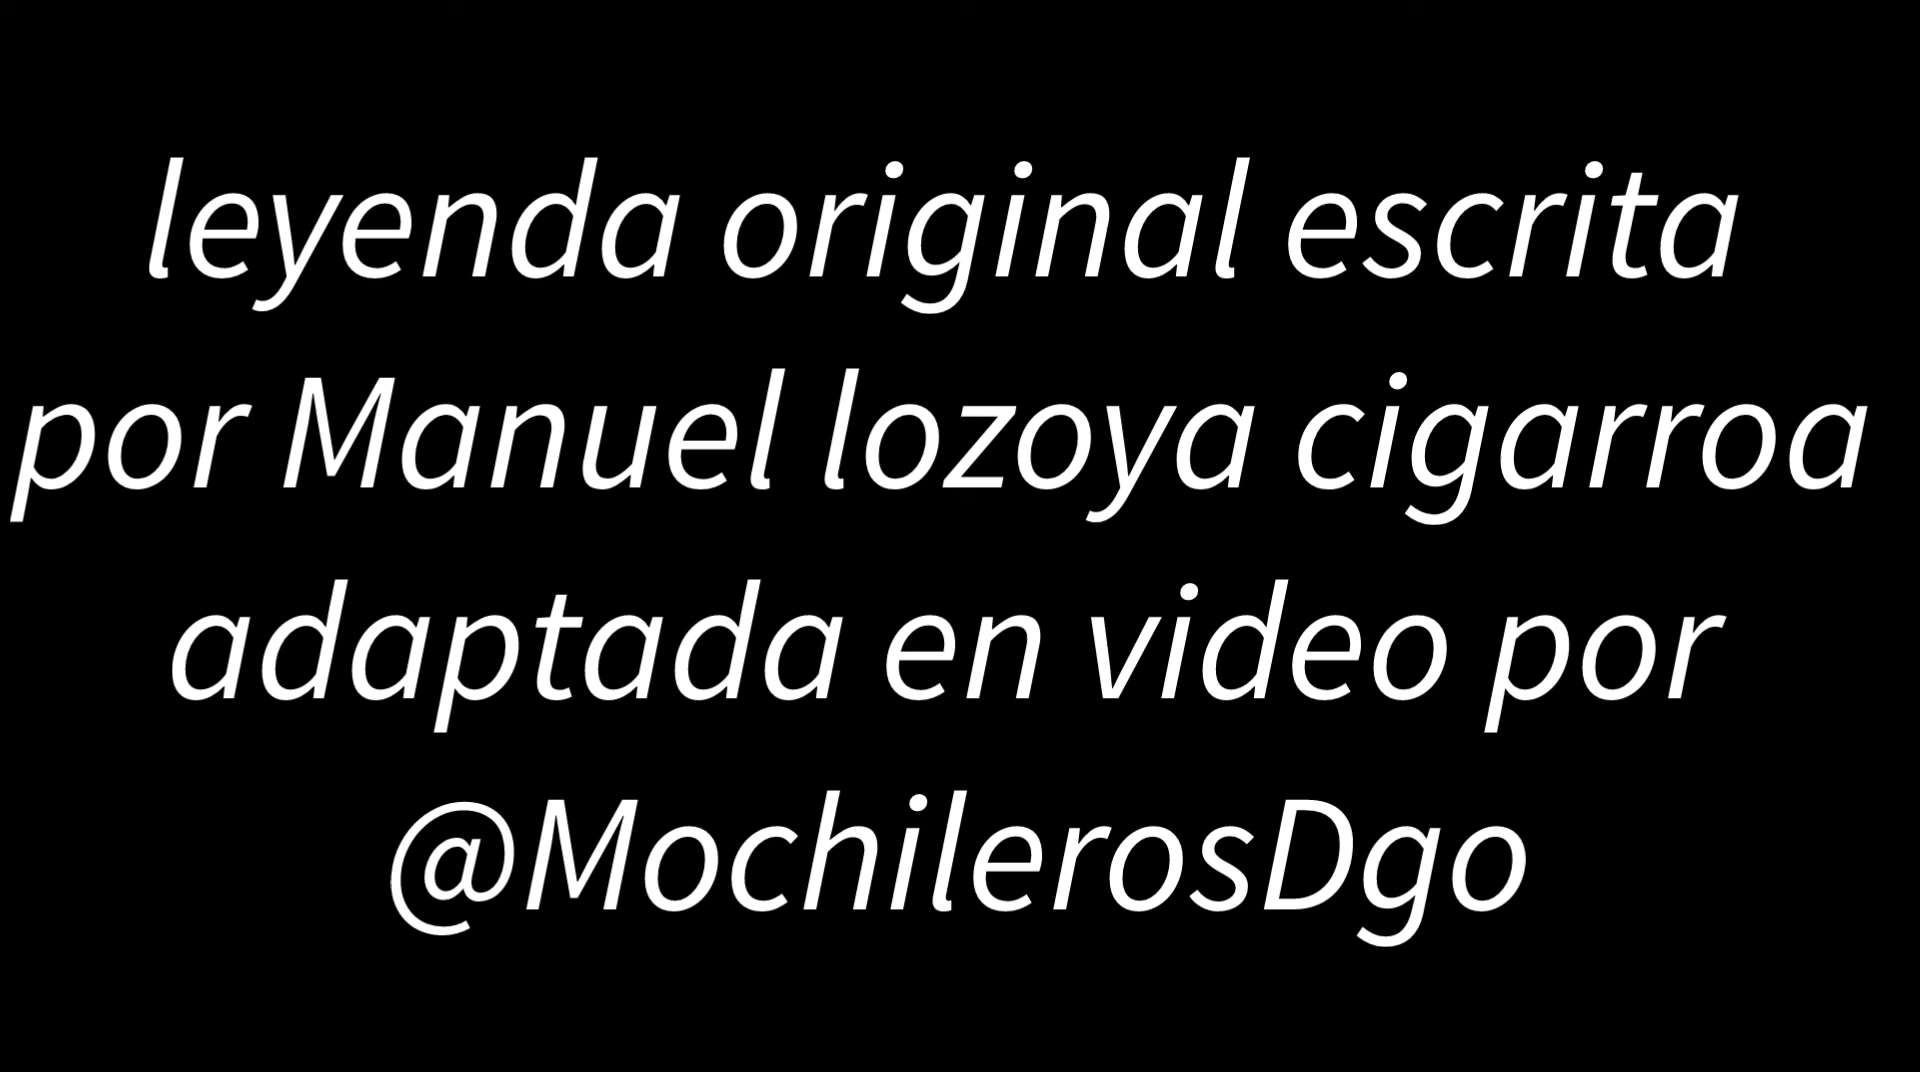 leyenda original escrita
por Manuel lozoya cigarroa
adaptada en video por
@MochilerosDgo